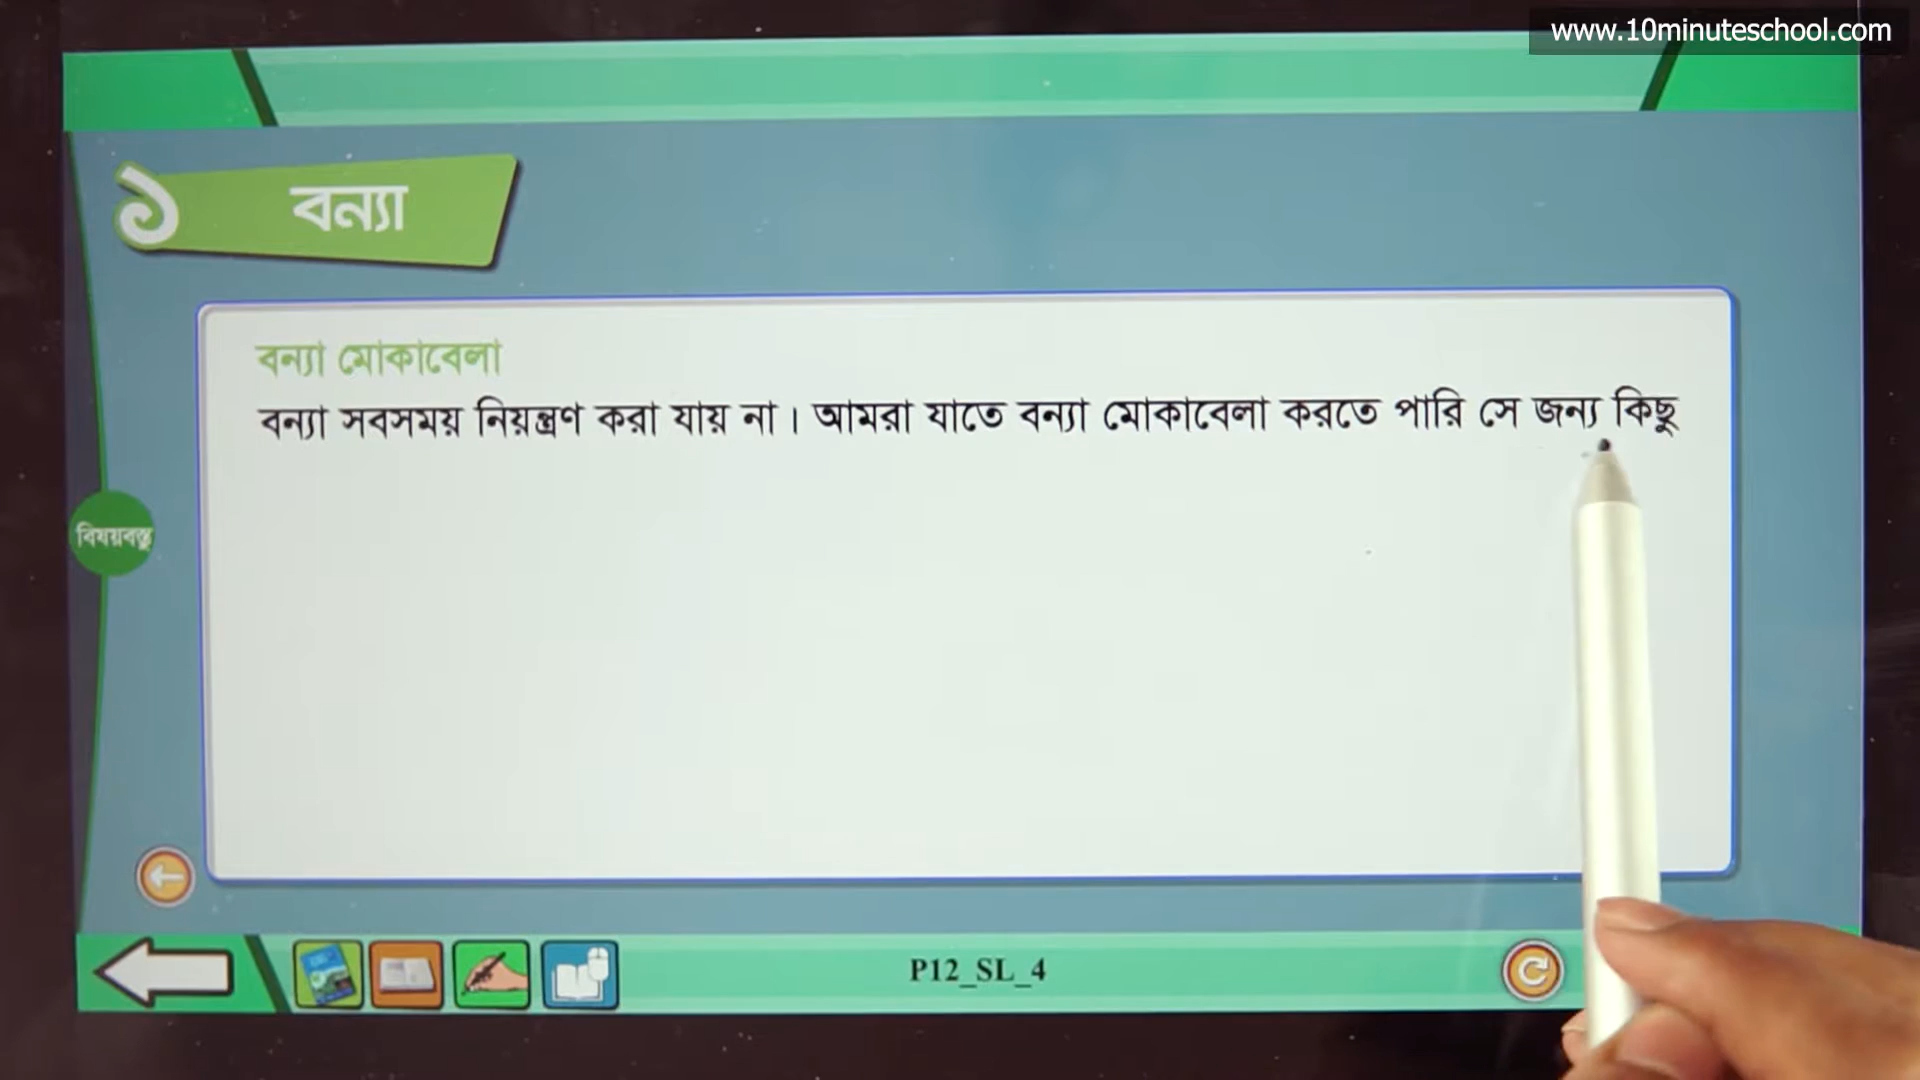 www.10minuteschool.com
১ বন্যা
বন্যা মোকাবেলা
বন্যা সবসময় নিয়ন্ত্রণ করা যায় না। আমরা যাতে বন্যা মোকাবেলা করতে পারি সে জন্য কিছু
বিষয়বস্তু
P12_SL_4